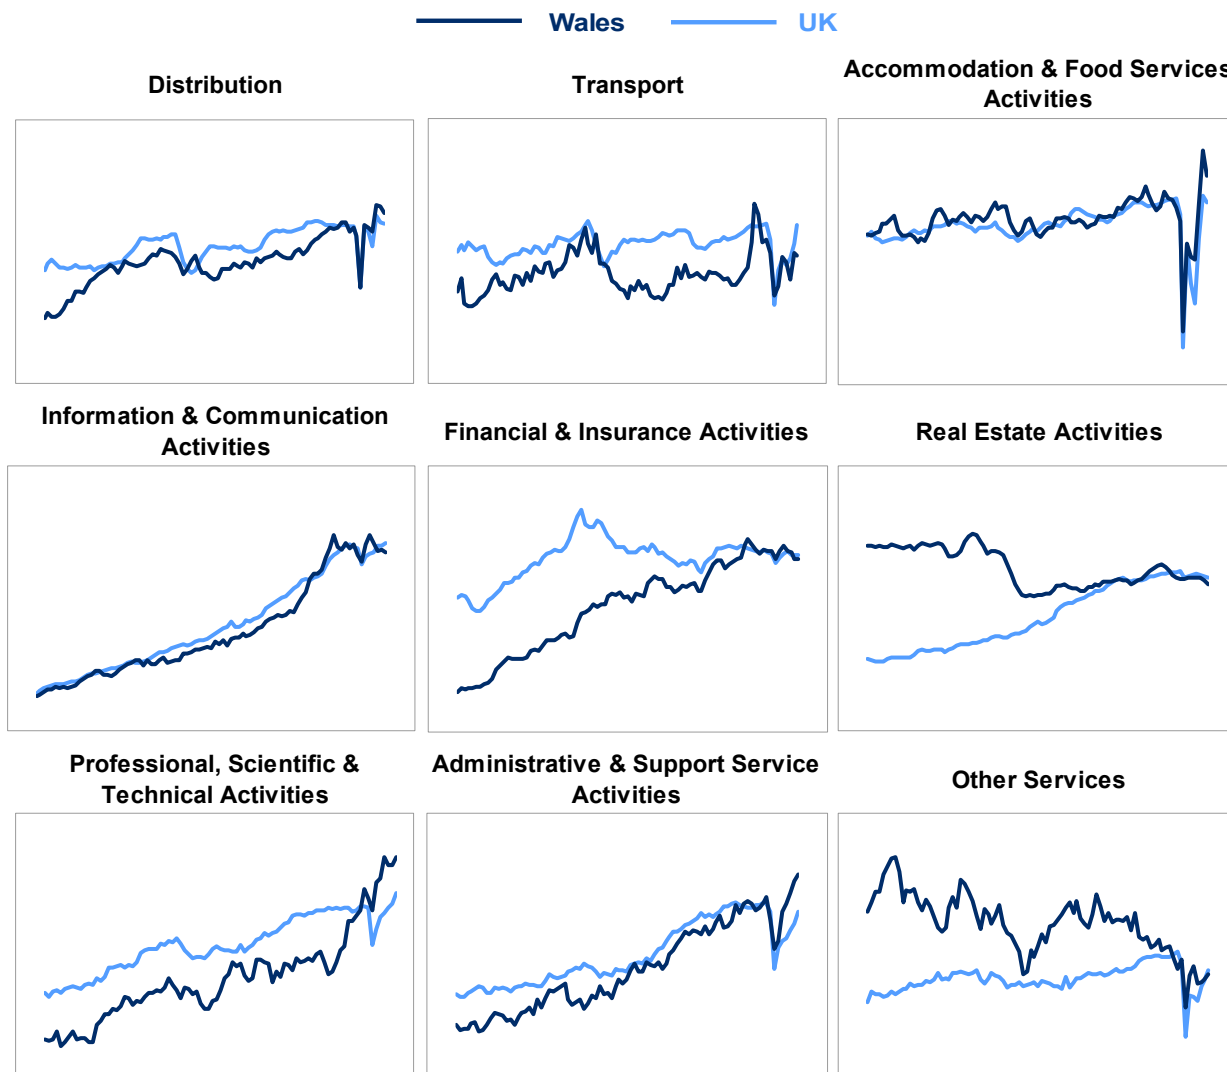 Wales
UK
Distribution
Transport
Accommodation & Food Services
Activities
Information & Communication
Activities
Financial & Insurance Activities
Real Estate Activities
Professional, Scientific &
Technical Activities
Administrative & Support Service
Activities
Other Services